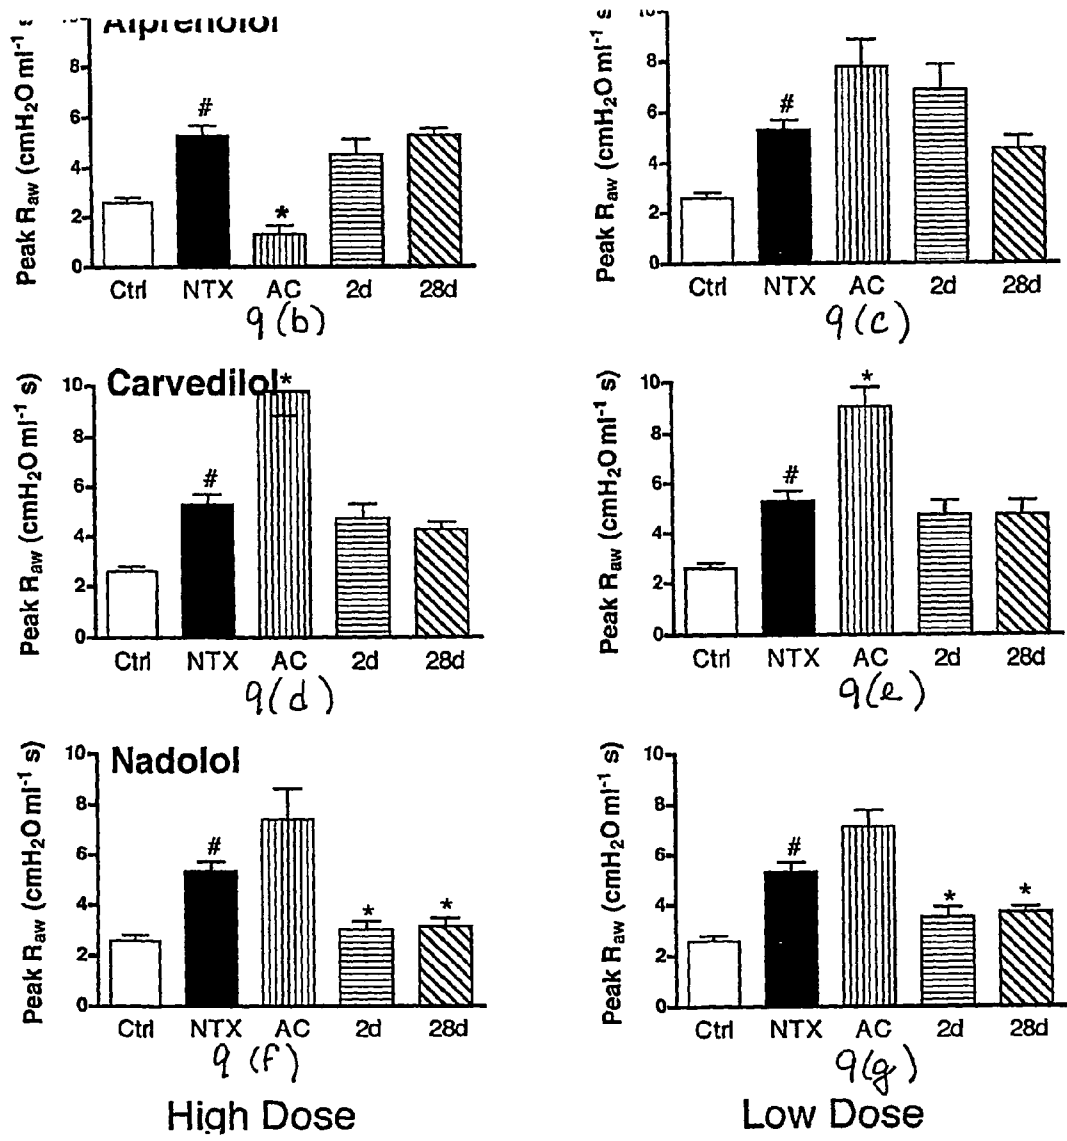 Alprenolol
Peak Raw (cmH2O ml-1 s
8
6
4
2
0
#
*
Ctrl NTX AC 2d 28d
9(b)
Peak Raw (cmH2O ml-1 s
8
6
4
2
0
#
Ctrl NTX AC 2d 28d
9(c)
Carvedilol
Peak Raw (cmH2O ml-1 s)
10
8
6
4
2
0
#
*
Ctrl NTX AC 2d 28d
9(d)
Peak Raw (cmH2O ml-1 s)
10
8
6
4
2
0
#
*
Ctrl NTX AC 2d 28d
9(e)
Nadolol
Peak Raw (cmH2O ml-1 s)
10
8
6
4
2
0
#
* *
Ctrl NTX AC 2d 28d
9(f)
High Dose
Peak Raw (cmH2O ml-1 s)
10
8
6
4
2
0
#
* *
Ctrl NTX AC 2d 28d
9(g)
Low Dose